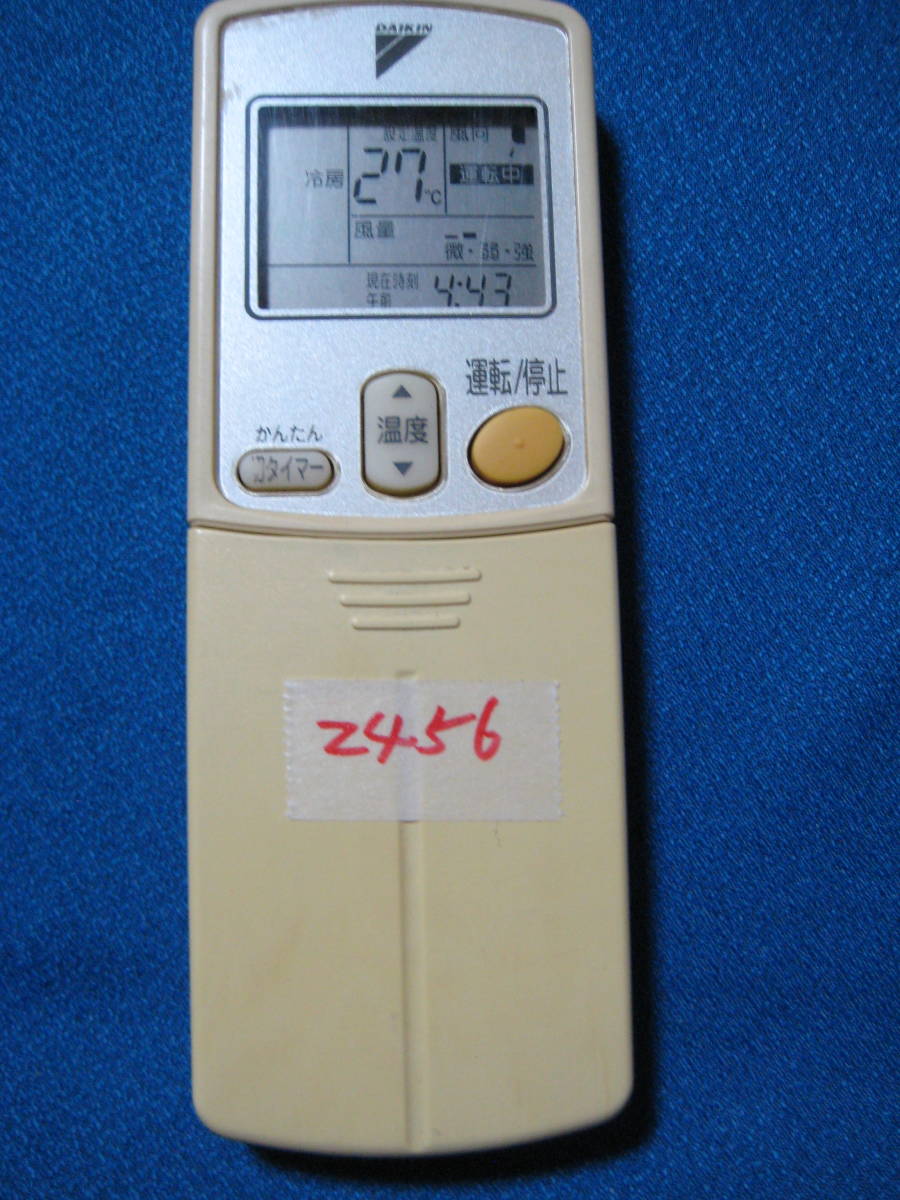 DAIKIN
設定温度
風向
冷房
27℃
運転中
風量
微・弱・強
現在時刻
午前
4:43
運転/停止
温度
かんたん
切タイマー
2456